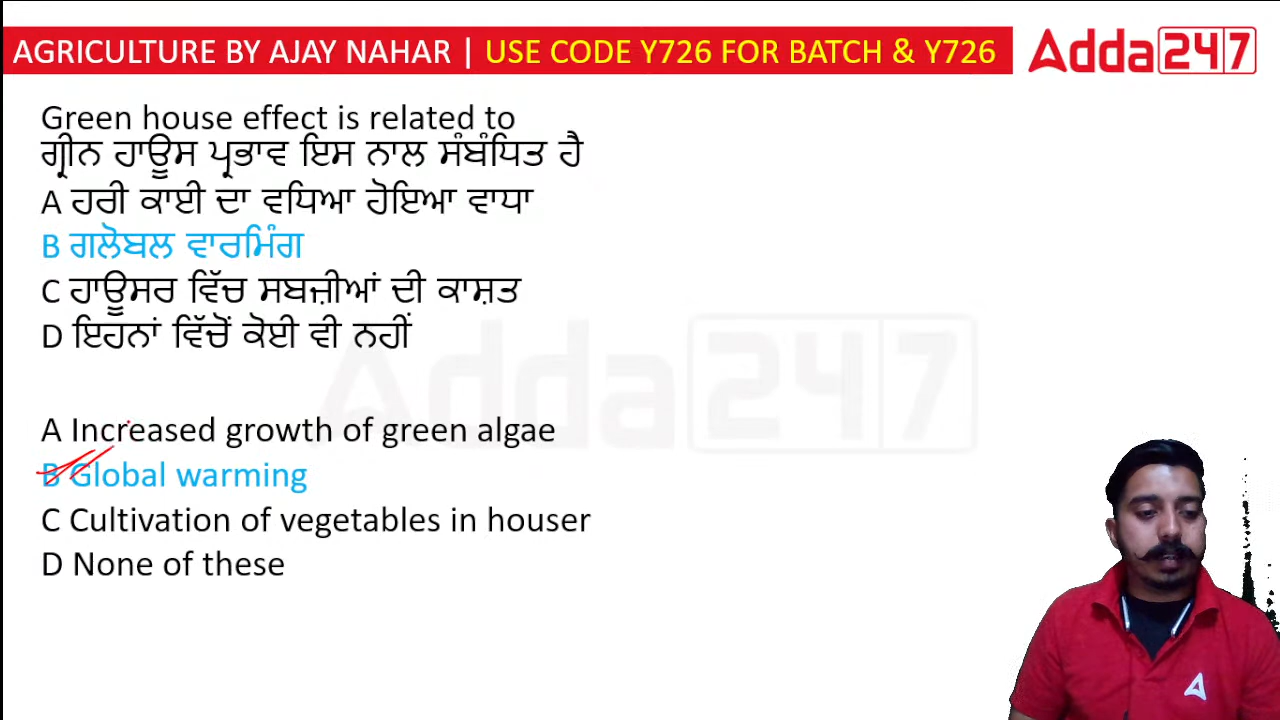 AGRICULTURE BY AJAY NAHAR | USE CODE Y726 FOR BATCH & Y726
Adda247
Green house effect is related to
ਗ੍ਰੀਨ ਹਾਊਸ ਪ੍ਰਭਾਵ ਇਸ ਨਾਲ ਸੰਬੰਧਿਤ ਹੈ
A ਹਰੀ ਕਾਈ ਦਾ ਵਧਿਆ ਹੋਇਆ ਵਾਧਾ
B ਗਲੋਬਲ ਵਾਰਮਿੰਗ
C ਹਾਊਸਰ ਵਿੱਚ ਸਬਜ਼ੀਆਂ ਦੀ ਕਾਸ਼ਤ
D ਇਹਨਾਂ ਵਿੱਚੋਂ ਕੋਈ ਵੀ ਨਹੀਂ
Adda247
A Increased growth of green algae
B Global warming
C Cultivation of vegetables in houser
D None of these